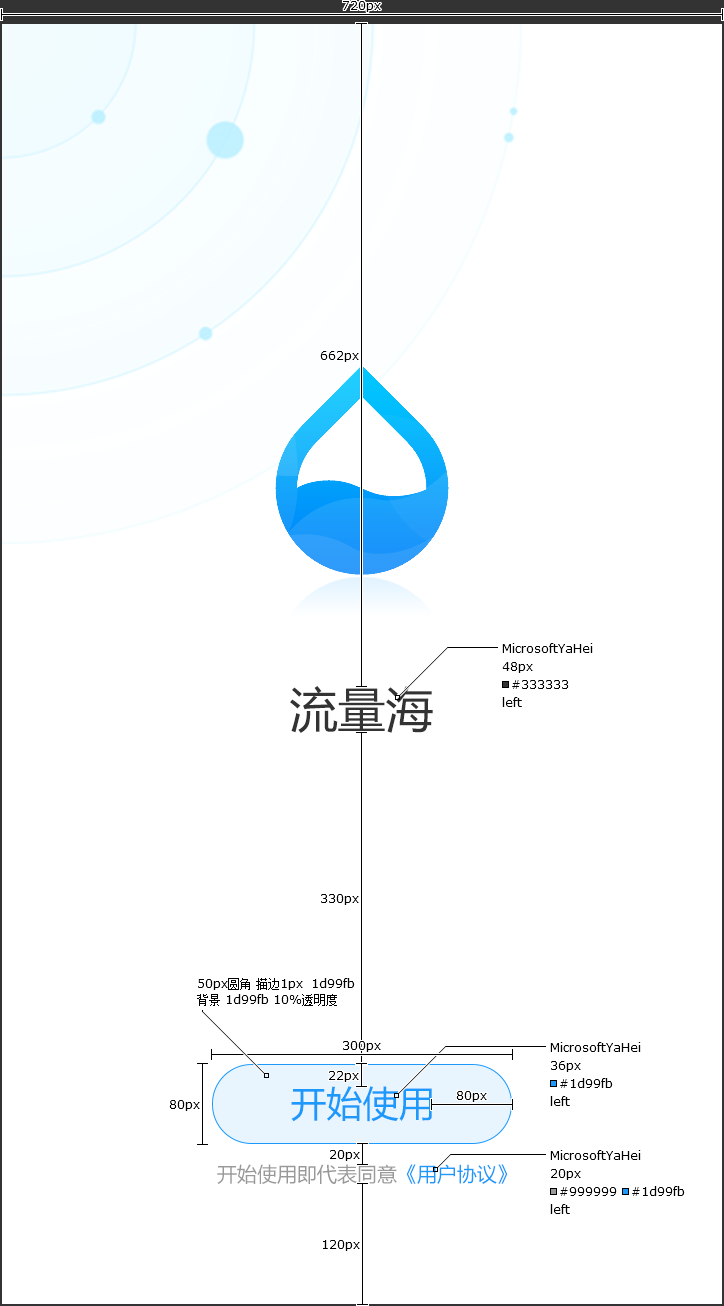 720px
662px
MicrosoftYaHei
48px
#333333
left
流量海
330px
50px圆角 描边1px 1d99fb
背景 1d99fb 10%透明度
300px
MicrosoftYaHei
36px
#1d99fb
left
22px
80px
开始使用
80px
20px
MicrosoftYaHei
20px
#999999 #1d99fb
left
开始使用即代表同意《用户协议》
120px